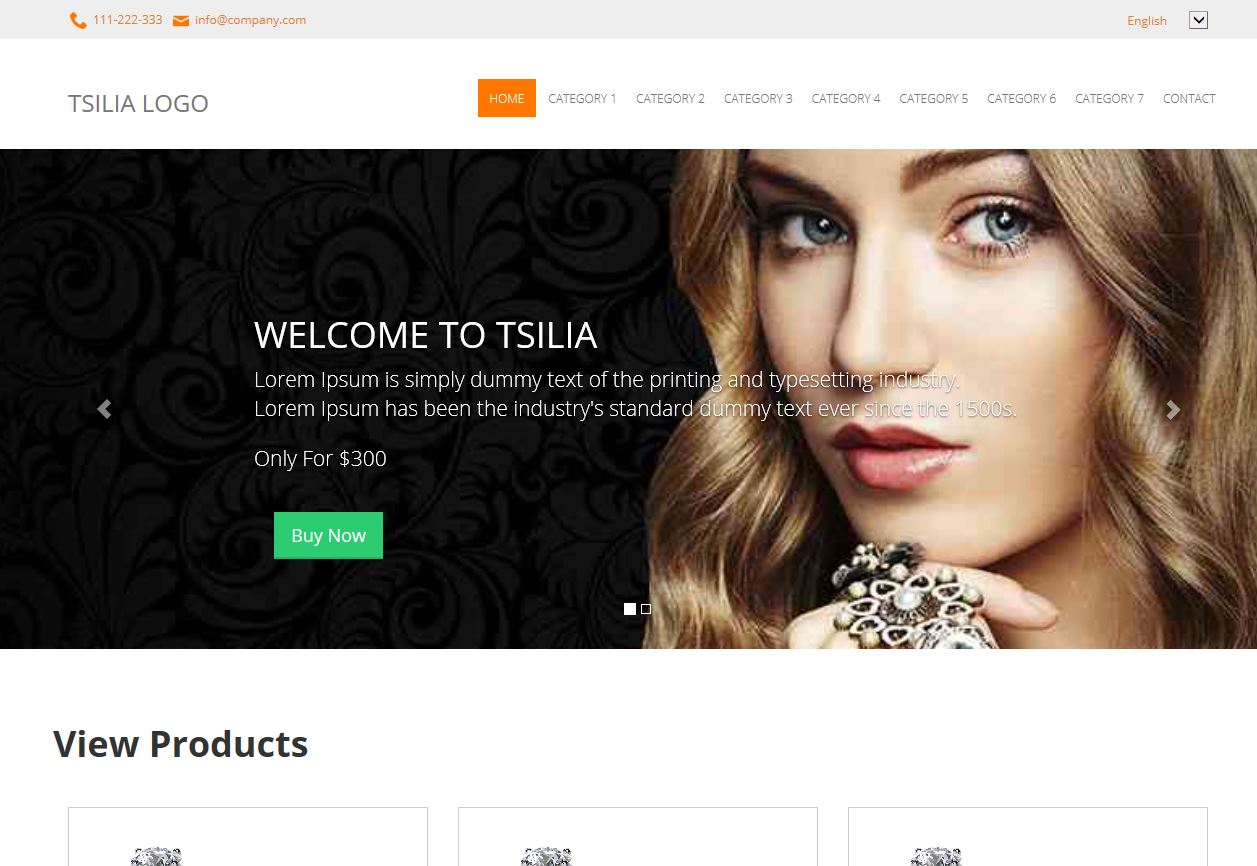 111-222-333 info@company.com English
TSILIA LOGO
HOME CATEGORY 1 CATEGORY 2 CATEGORY 3 CATEGORY 4 CATEGORY 5 CATEGORY 6 CATEGORY 7 CONTACT
WELCOME TO TSILIA
Lorem Ipsum is simply dummy text of the printing and typesetting industry.
Lorem Ipsum has been the industry's standard dummy text ever since the 1500s.
Only For $300
Buy Now
View Products